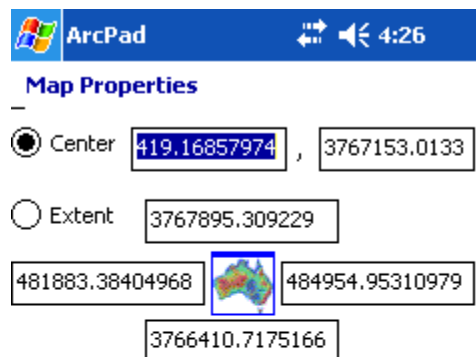 ArcPad 4:26
Map Properties
Center 419.16857974 , 3767153.0133
Extent 3767895.309229
481883.38404968 484954.95310979
3766410.7175166